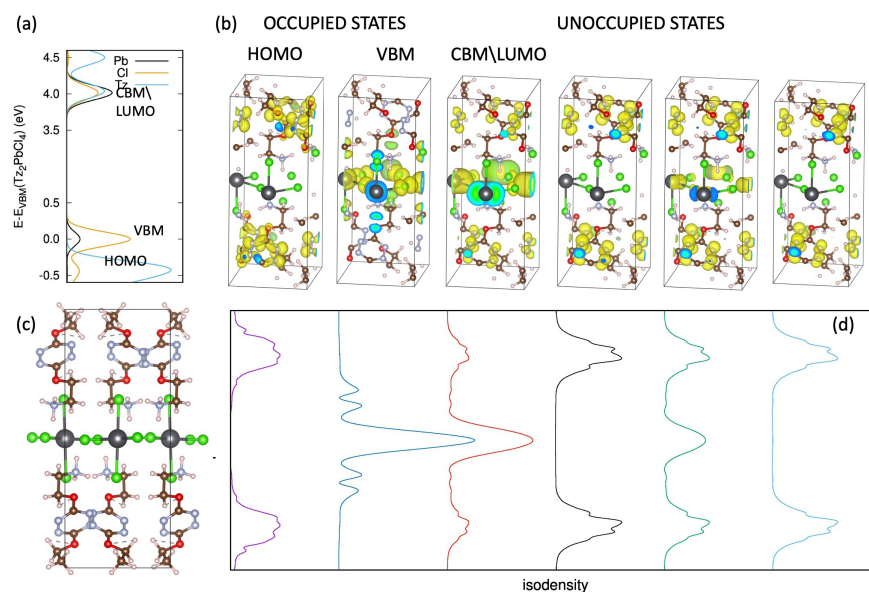 (a)
(b)
OCCUPIED STATES
UNOCCUPIED STATES
HOMO
VBM
CBM\LUMO
4.5
4.0
3.5
0.5
0.0
-0.5
E-E_VBM/(Tz_2PbCl_4) (eV)
Pb
Cl
Tz
CBM\
LUMO
VBM
HOMO
(c)
(d)
isodensity